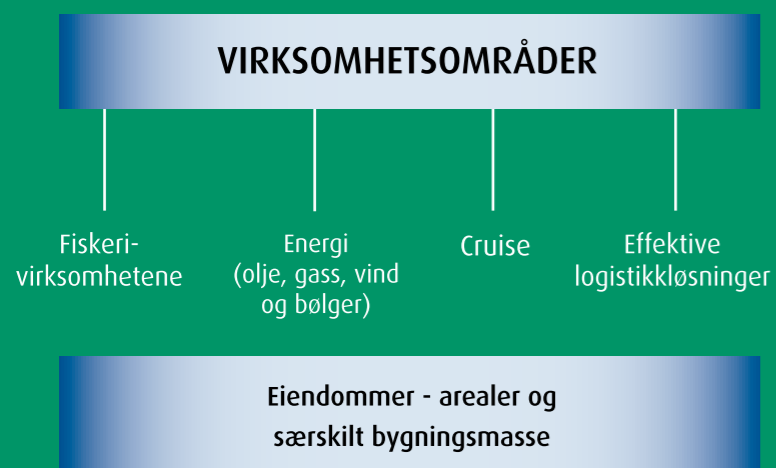 VIRKSOMHETSOMRÅDER
Fiskeri-
virksomhetene
Energi
(olje, gass, vind
og bølger)
Cruise
Effektive
logistikkløsninger
Eiendommer - arealer og
særskilt bygningsmasse